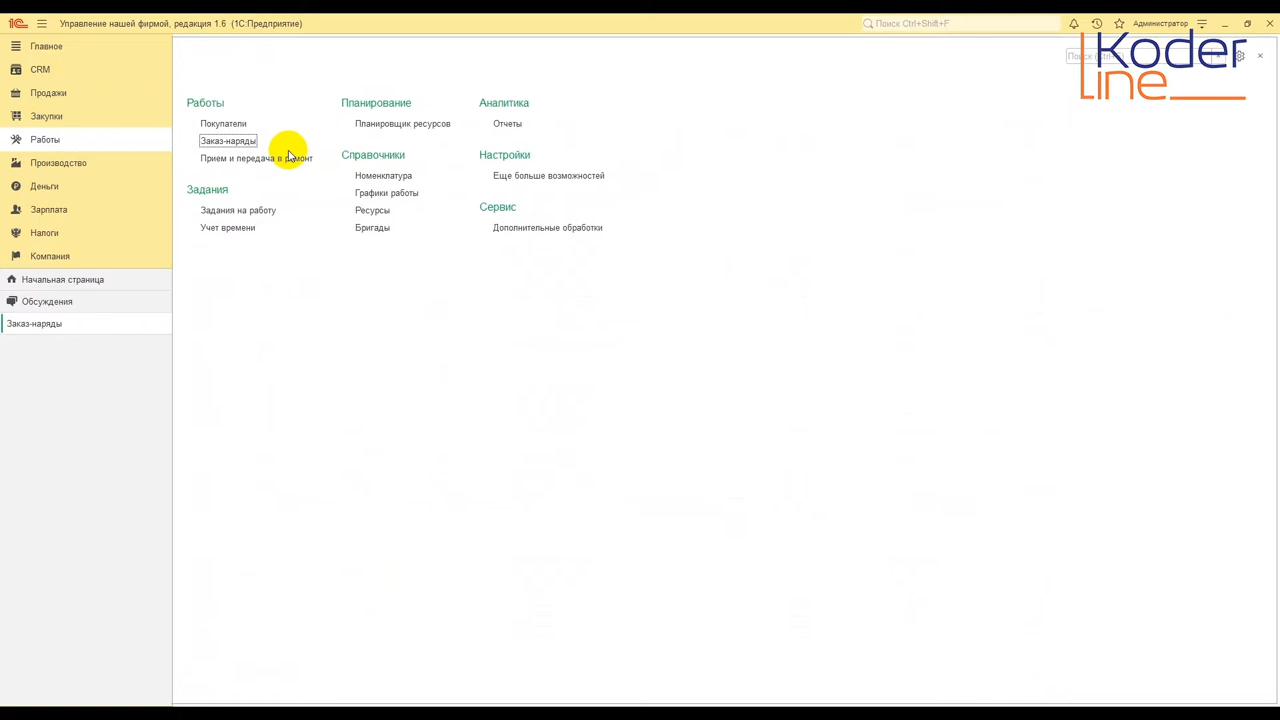 1С Управление нашей фирмой, редакция 1.6 (1С:Предприятие)
Поиск Ctrl+Shift+F
Администратор
Главное
CRM
Продажи
Закупки
Работы
Производство
Деньги
Зарплата
Налоги
Компания
Начальная страница
Обсуждения
Заказ-наряды
Работы
Покупатели
Заказ-наряды
Прием и передача в ремонт
Задания
Задания на работу
Учет времени
Планирование
Планировщик ресурсов
Справочники
Номенклатура
Графики работы
Ресурсы
Бригады
Аналитика
Отчеты
Настройки
Еще больше возможностей
Сервис
Дополнительные обработки
Koder
line